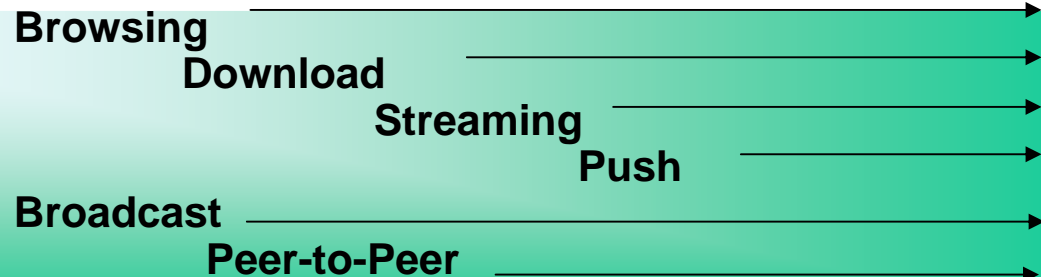 Browsing
Download
Streaming
Push
Broadcast
Peer-to-Peer